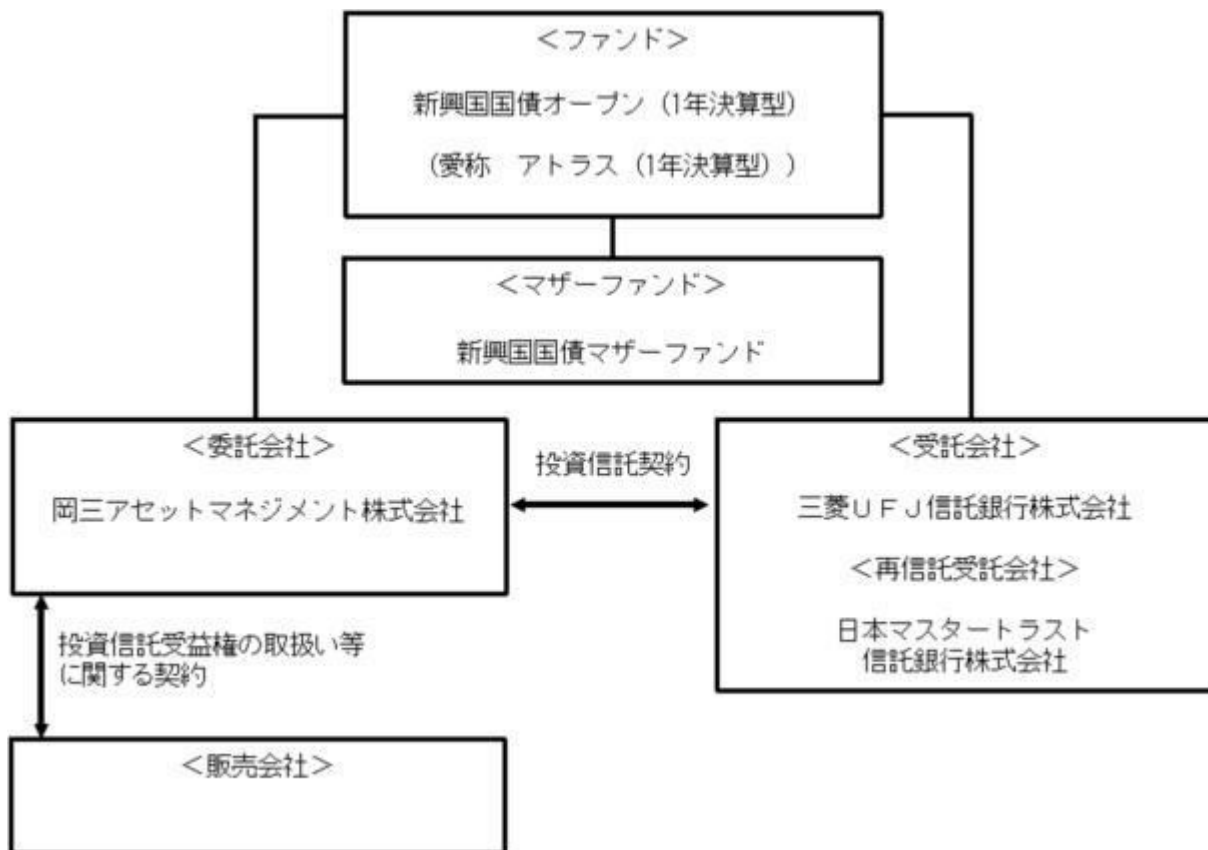 ＜ファンド＞
新興国国債オープン（1年決算型）
（愛称　アトラス（1年決算型））
＜マザーファンド＞
新興国国債マザーファンド
＜委託会社＞
岡三アセットマネジメント株式会社
投資信託契約
＜受託会社＞
三菱ＵＦＪ信託銀行株式会社
＜再信託受託会社＞
日本マスタートラスト
信託銀行株式会社
投資信託受益権の取扱い等
に関する契約
＜販売会社＞